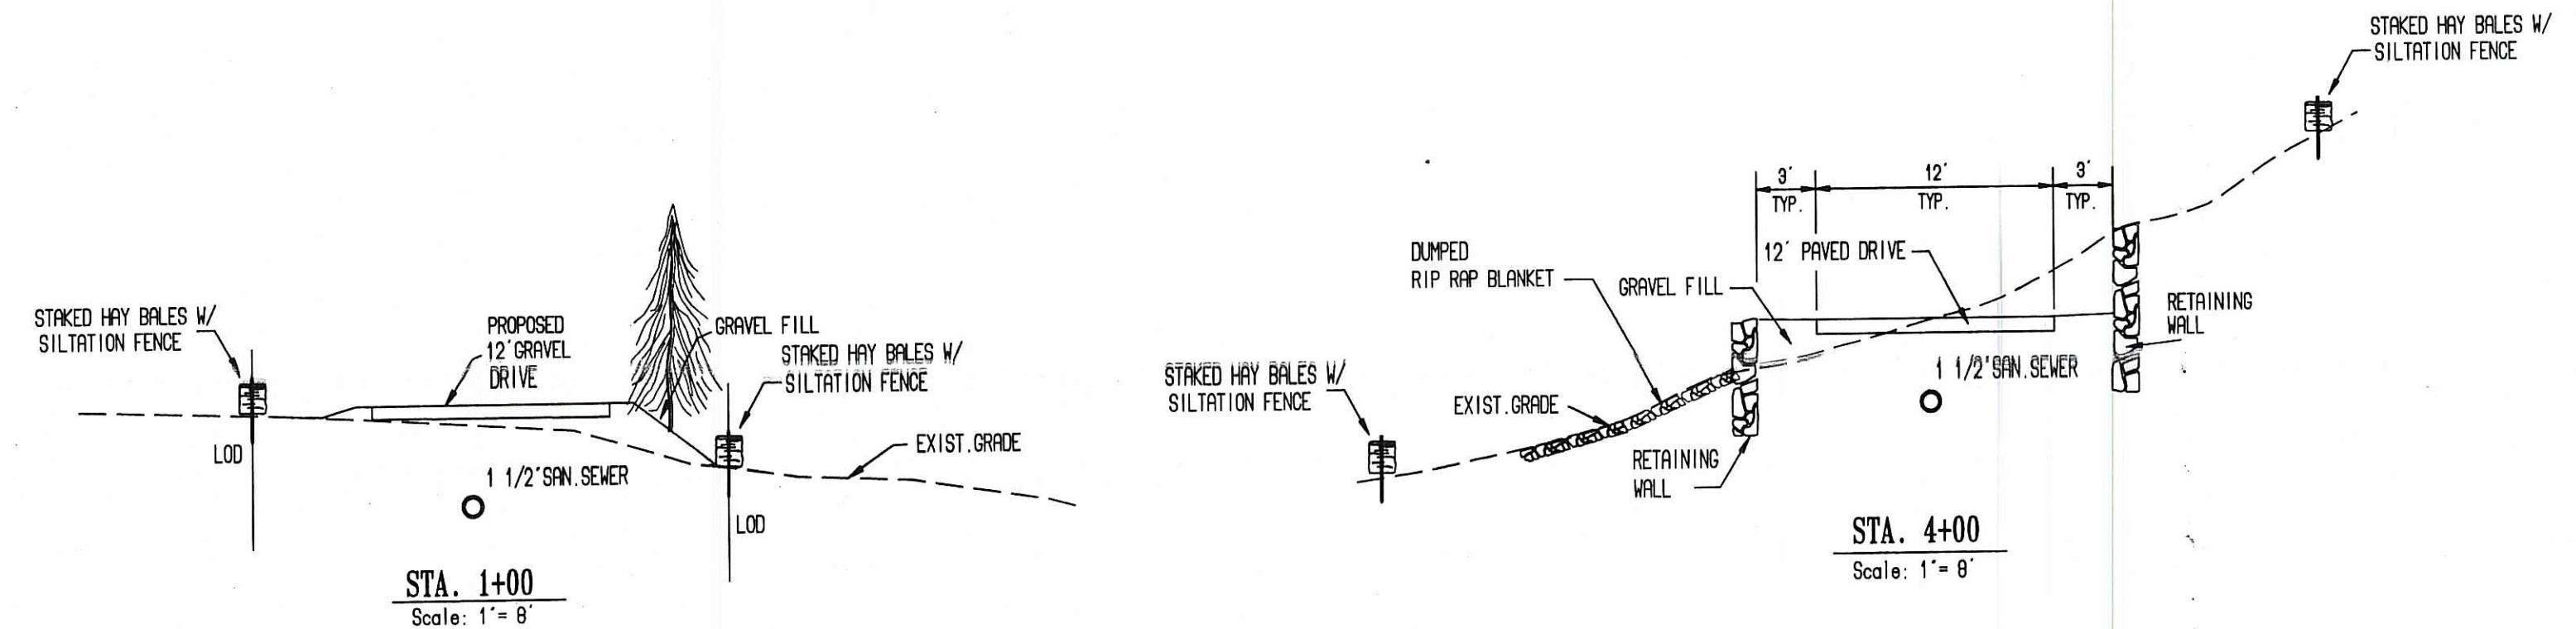 STAKED HAY BALES W/
SILTATION FENCE
PROPOSED
12' GRAVEL
DRIVE
GRAVEL FILL
STAKED HAY BALES W/
SILTATION FENCE
LOD
EXIST. GRADE
1 1/2" SAN. SEWER
LOD
STA. 1+00
Scale: 1" = 8'
STAKED HAY BALES W/
SILTATION FENCE
3'
TYP.
12'
TYP.
3'
TYP.
DUMPED
RIP RAP BLANKET
GRAVEL FILL
12' PAVED DRIVE
RETAINING
WALL
STAKED HAY BALES W/
SILTATION FENCE
EXIST. GRADE
1 1/2" SAN. SEWER
RETAINING
WALL
STA. 4+00
Scale: 1" = 8'